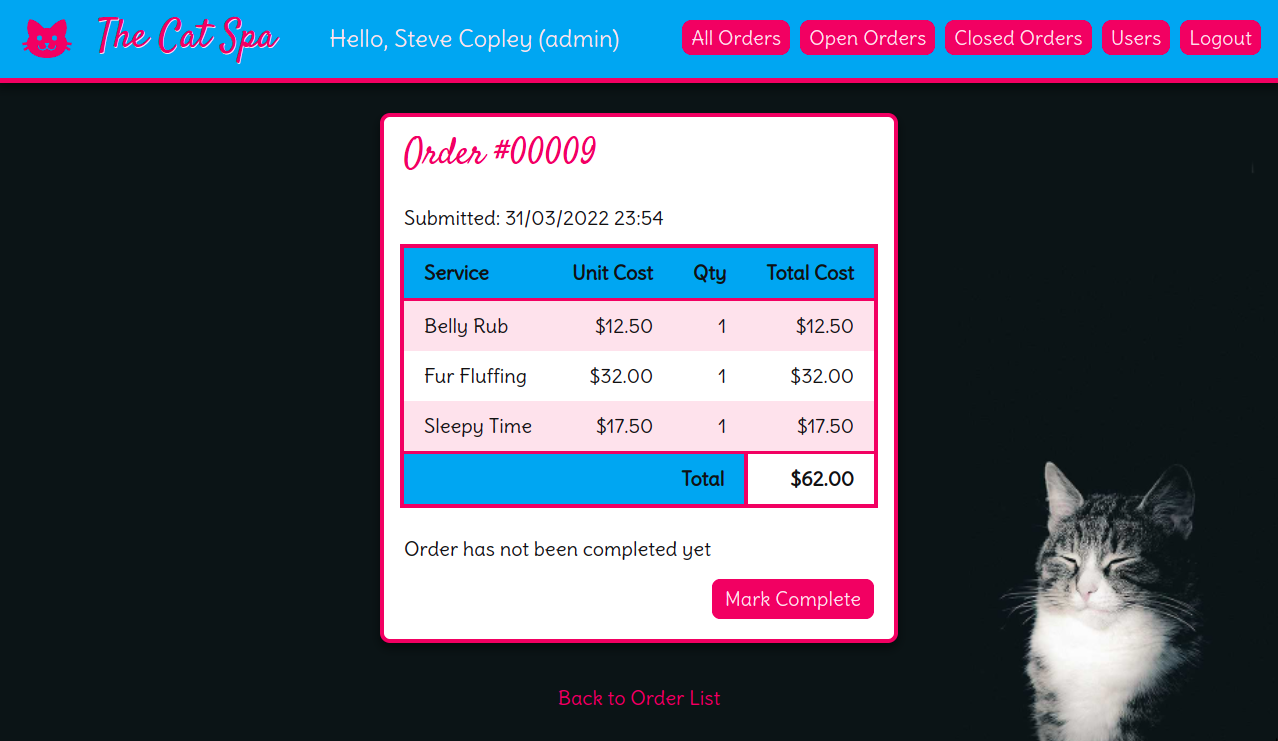 The Cat Spa Hello, Steve Copley (admin) All Orders Open Orders Closed Orders Users Logout
Order #00009
Submitted: 31/03/2022 23:54
Service Unit Cost Qty Total Cost
Belly Rub $12.50 1 $12.50
Fur Fluffing $32.00 1 $32.00
Sleepy Time $17.50 1 $17.50
Total $62.00
Order has not been completed yet
Mark Complete
Back to Order List